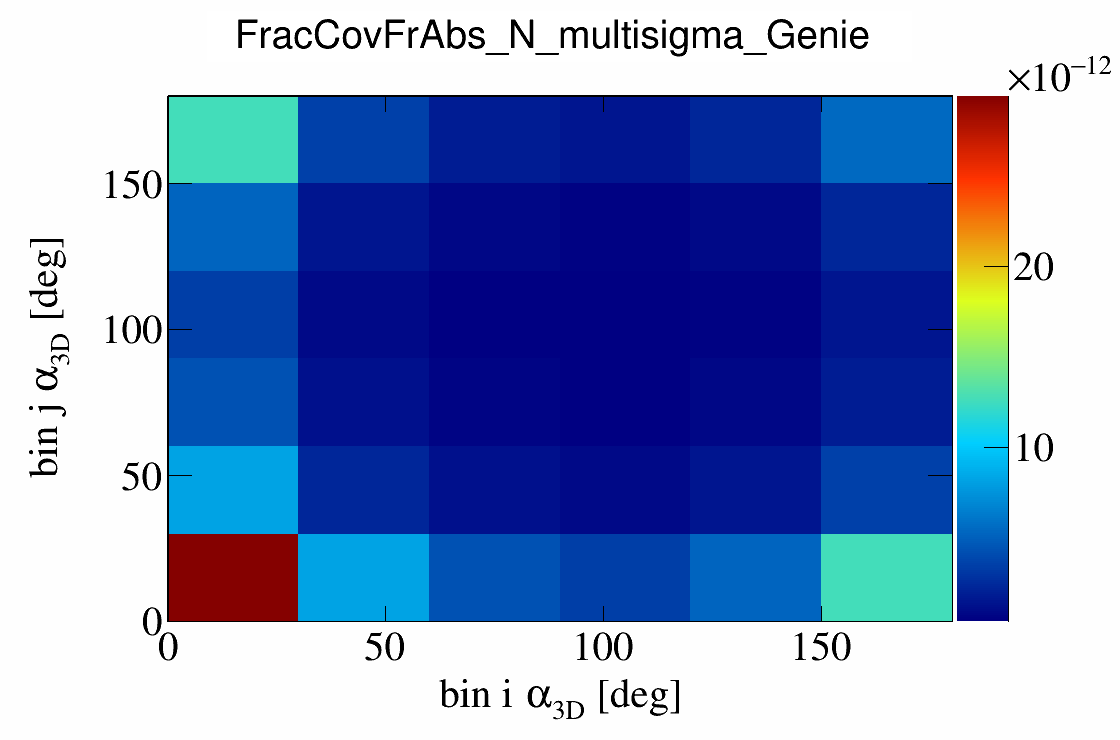 FracCovFrAbs_N_multisigma_Genie
×10⁻¹²
150
100
50
0
20
10
bin j α3D [deg]
0 50 100 150
bin i α3D [deg]